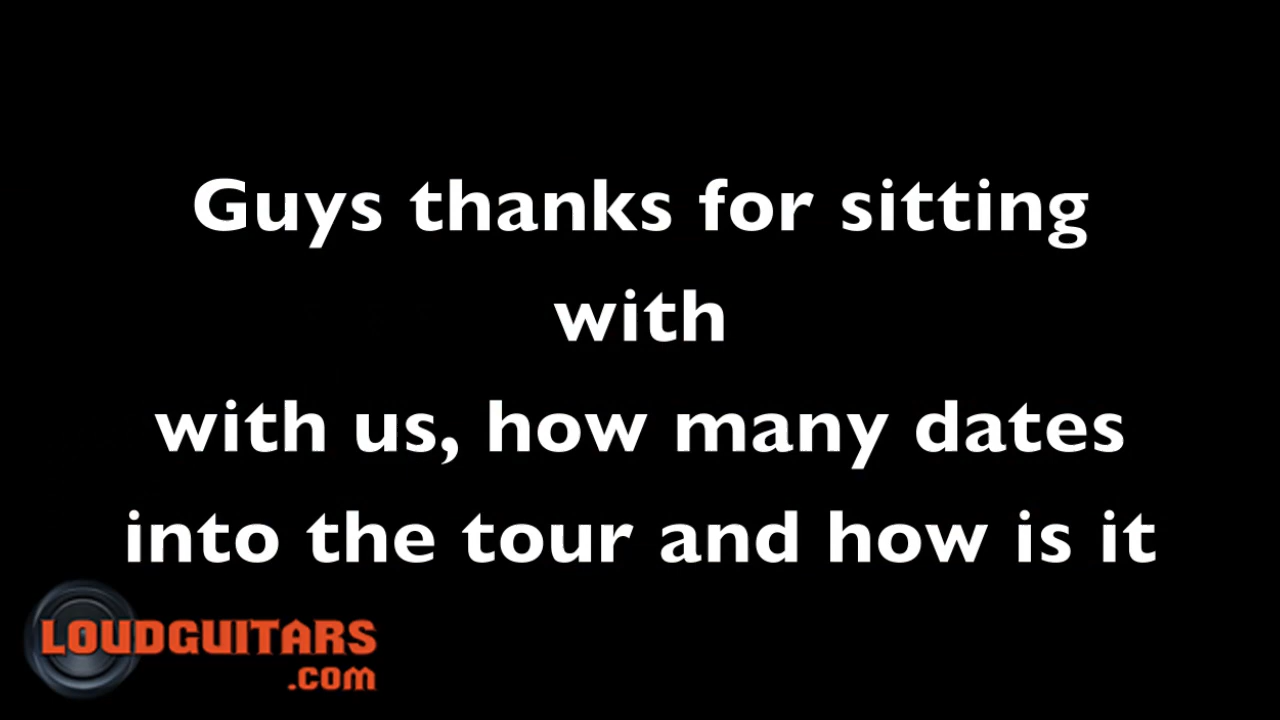 Guys thanks for sitting
with
with us, how many dates
into the tour and how is it
LOUDGUITARS
.com